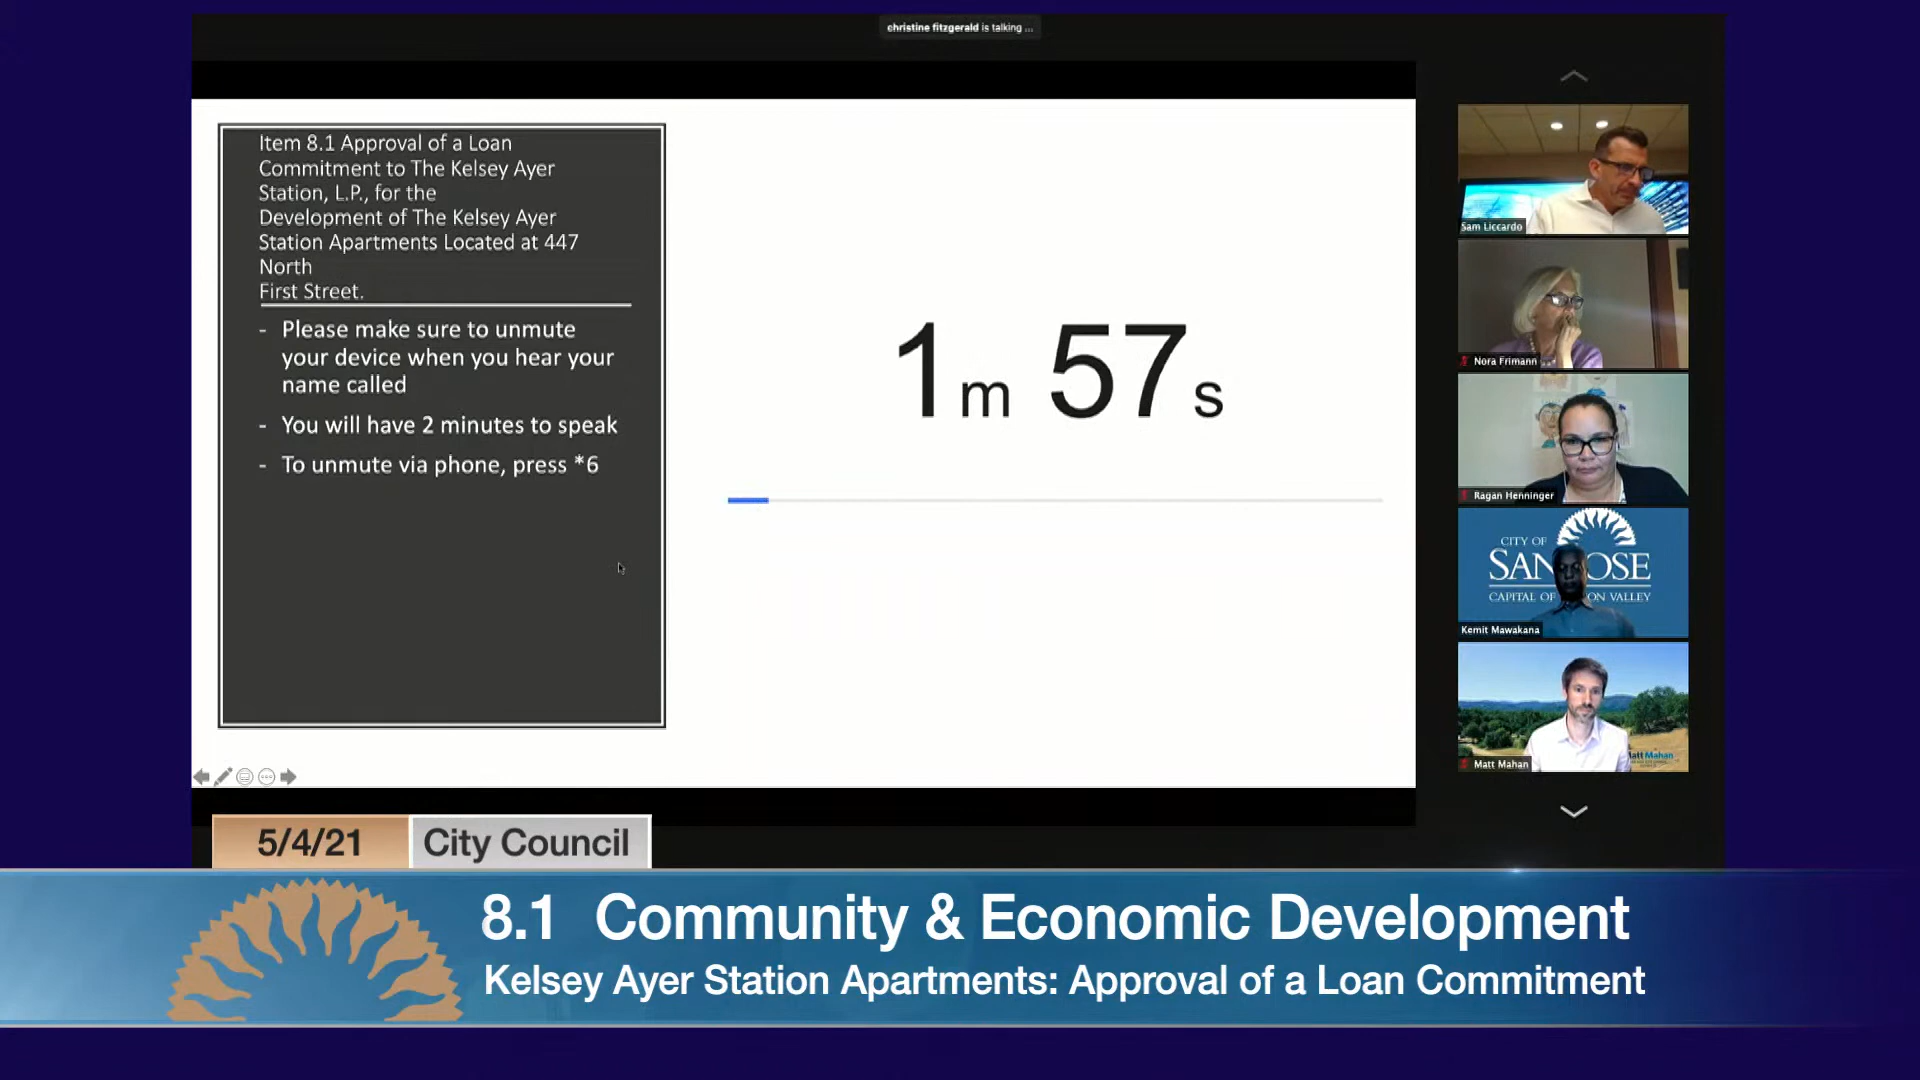 christine fitzgerald is talking ...
Item 8.1 Approval of a Loan
Commitment to The Kelsey Ayer
Station, L.P., for the
Development of The Kelsey Ayer
Station Apartments Located at 447
North
First Street.
- Please make sure to unmute
your device when you hear your
name called
- You will have 2 minutes to speak
- To unmute via phone, press *6
1 m 57 s
Sam Liccardo
Nora Frimann
Ragan Henninger
CITY OF
SAN OSE
CAPITAL OF ON VALLEY
Kemit Mawakana
Matt Mahan
Matt Mahan
5/4/21 City Council
8.1 Community & Economic Development
Kelsey Ayer Station Apartments: Approval of a Loan Commitment